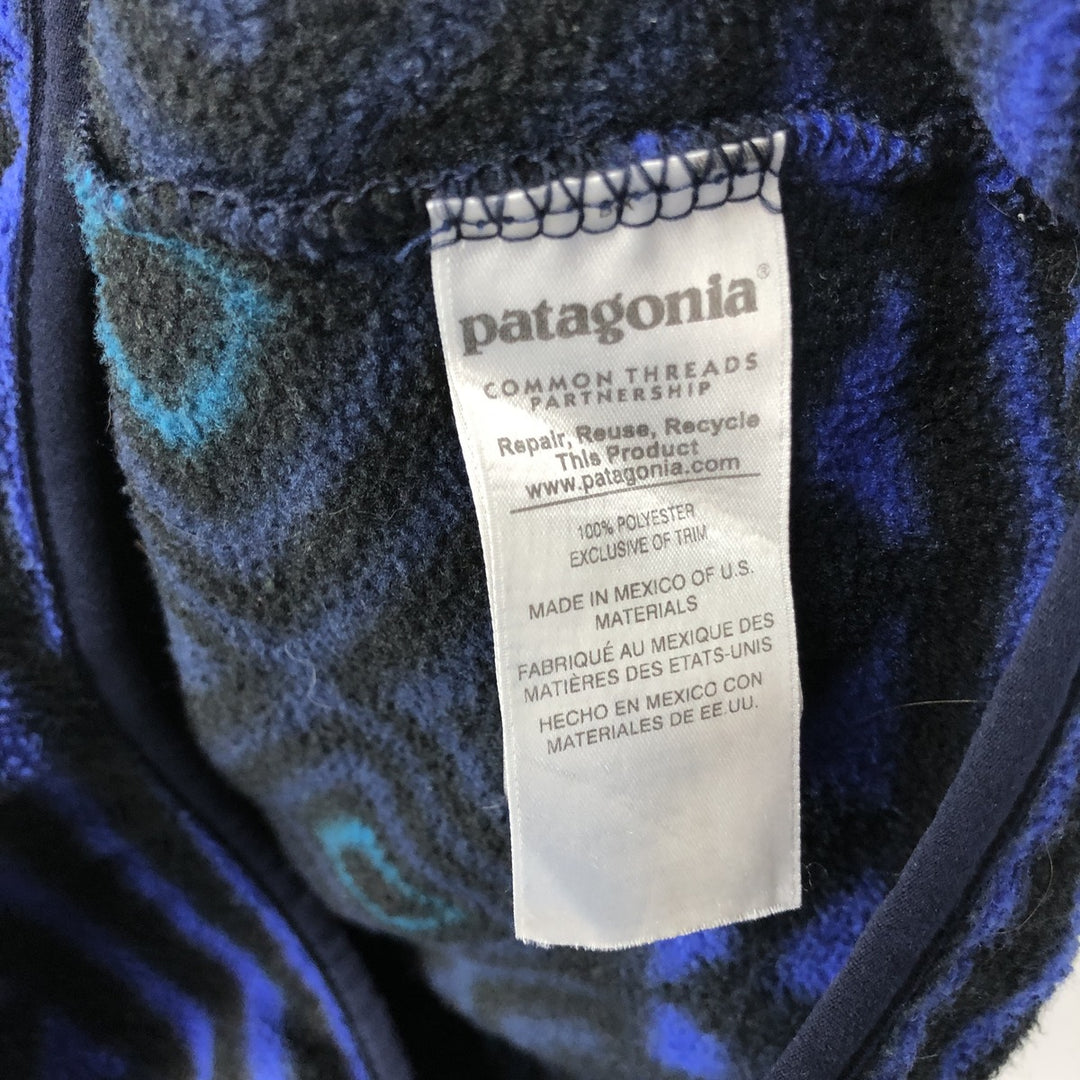 patagonia®
COMMON THREADS
PARTNERSHIP
Repair, Reuse, Recycle
This Product
www.patagonia.com
100% POLYESTER
EXCLUSIVE OF TRIM
MADE IN MEXICO OF U.S.
MATERIALS
FABRIQUÉ AU MEXIQUE DES
MATIÈRES DES ETATS-UNIS
HECHO EN MEXICO CON
MATERIALES DE EE.UU.